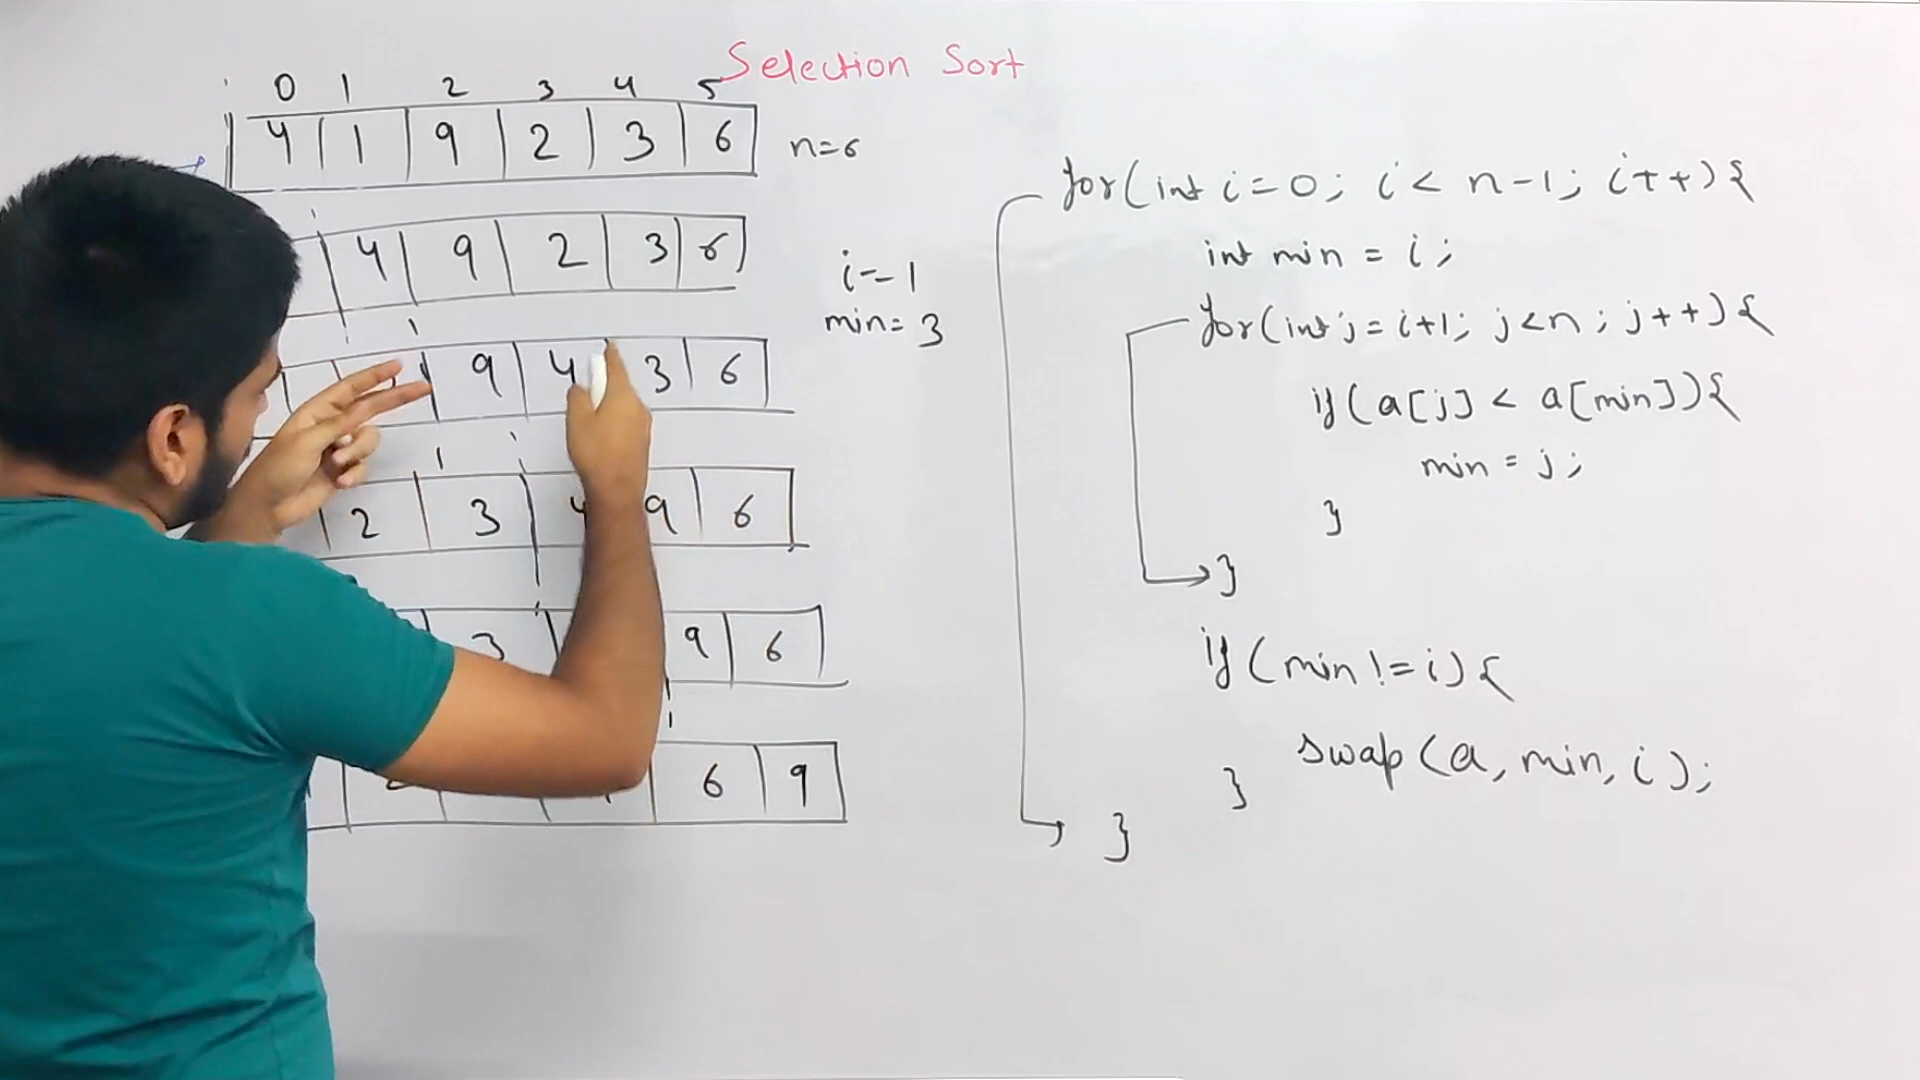 Selection Sort
0 1 2 3 4 5
4 1 9 2 3 6
n=6
4 9 2 3 6
i=1
min=3
9 4 3 6
2 3 4 9 6
3 9 6
6 9
for(int i=0; i< n-1; i++){
int min = i;
for(int j=i+1; j<n; j++){
if(a[j] < a[min]){
min = j;
}
}
if(min!=i){
swap(a, min, i);
}
}